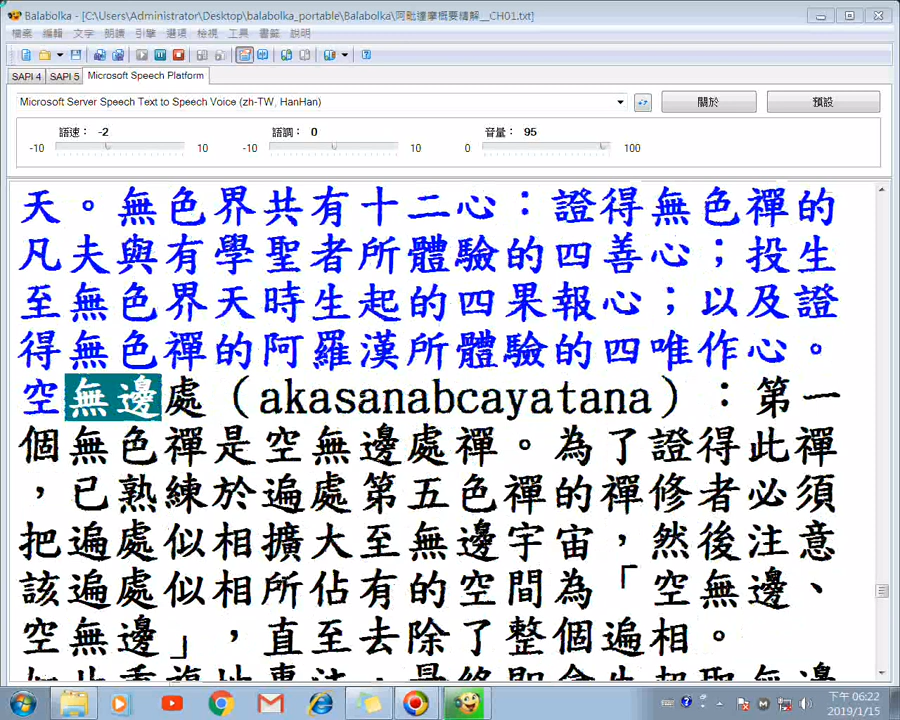 Balabolka - [C:\Users\Administrator\Desktop\balabolka_portable\Balabolka\阿毗達摩概要精解__CH01.txt]
檔案 編輯 文字 朗讀 引擎 選項 檢視 工具 書籤 說明
SAPI 4 SAPI 5 Microsoft Speech Platform
Microsoft Server Speech Text to Speech Voice (zh-TW, HanHan) 關於 預設
語速： -2 語調： 0 音量： 95
-10 10 -10 10 0 100
天。無色界共有十二心：證得無色禪的
凡夫與有學聖者所體驗的四善心；投生
至無色界天時生起的四果報心；以及證
得無色禪的阿羅漢所體驗的四唯作心。
空無邊處（akasanabcayatana）：第一
個無色禪是空無邊處禪。為了證得此禪
，已熟練於遍處第五色禪的禪修者必須
把遍處似相擴大至無邊宇宙，然後注意
該遍處似相所佔有的空間為「空無邊、
空無邊」，直至去除了整個遍相。
下午 06:22
2019/1/15